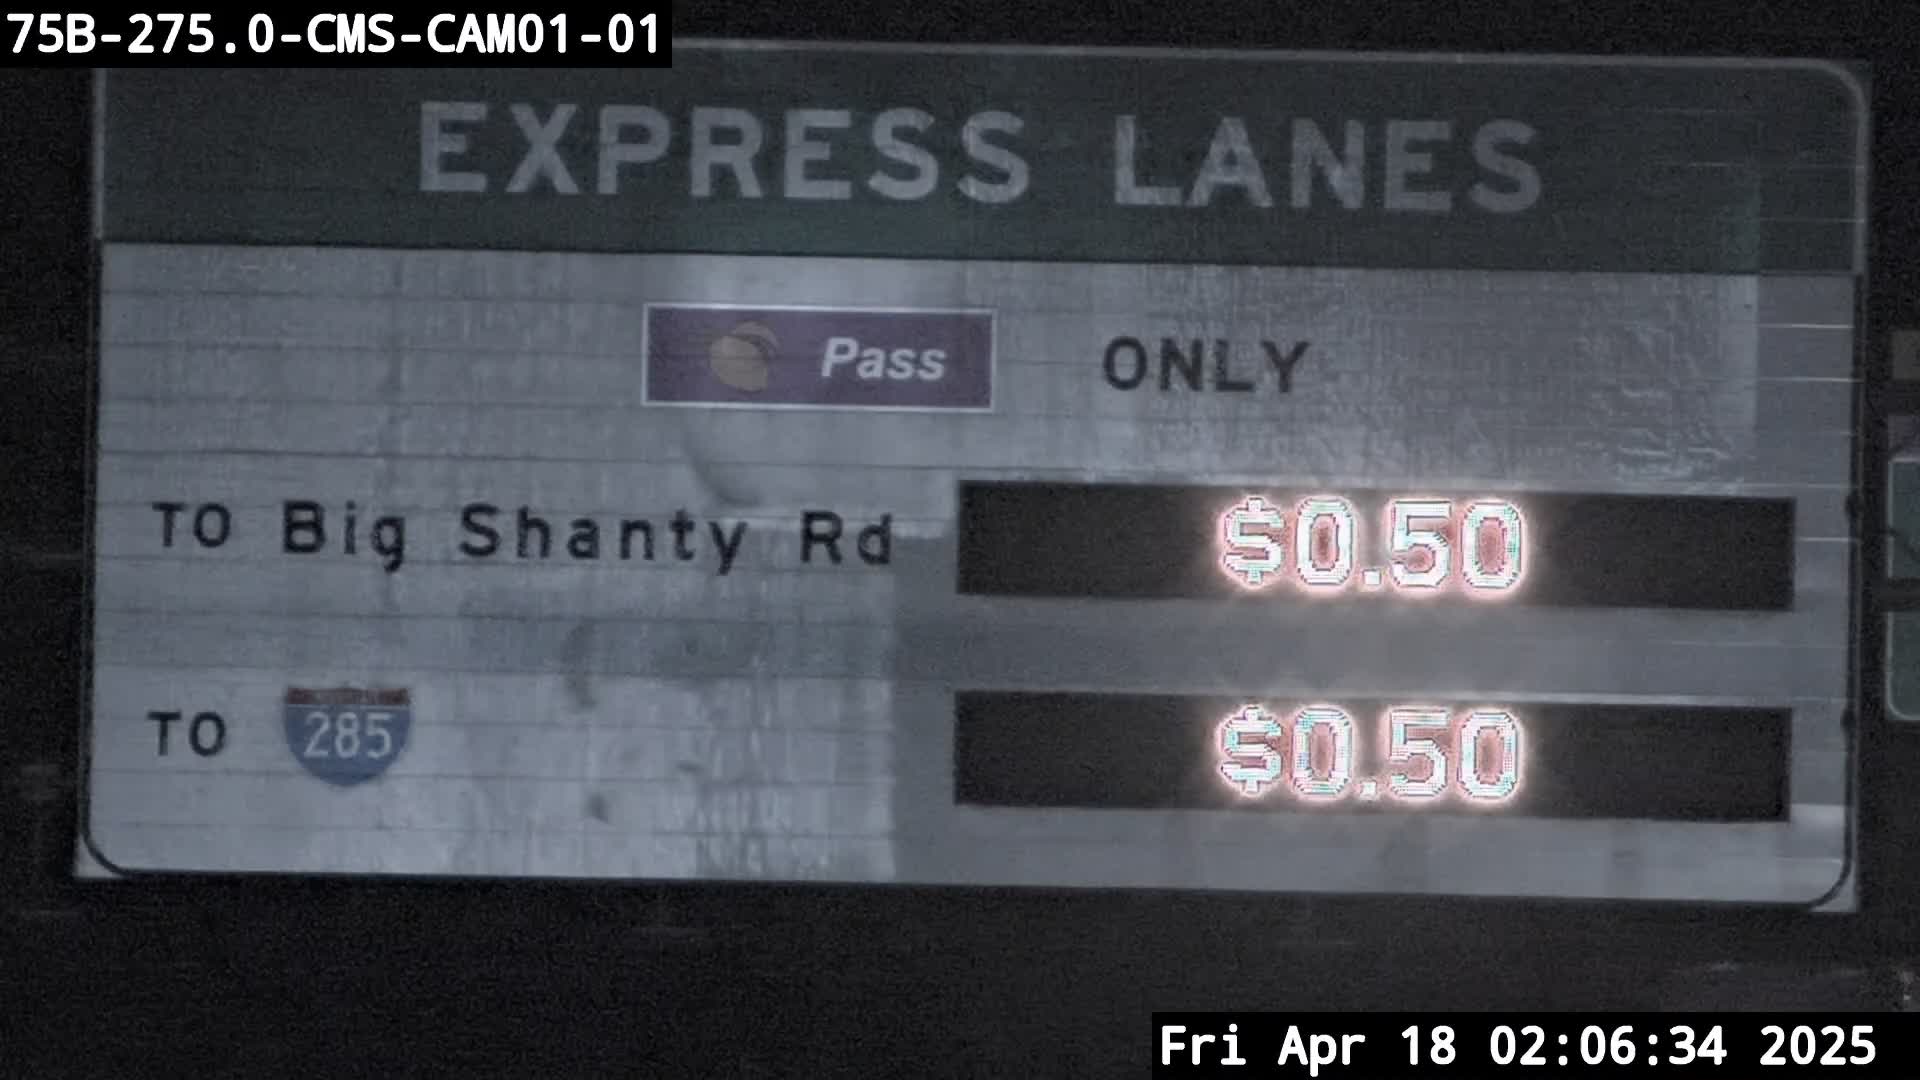 75B-275.0-CMS-CAM01-01
EXPRESS LANES
Pass ONLY
TO Big Shanty Rd $0.50
TO 285 $0.50
Fri Apr 18 02:06:34 2025